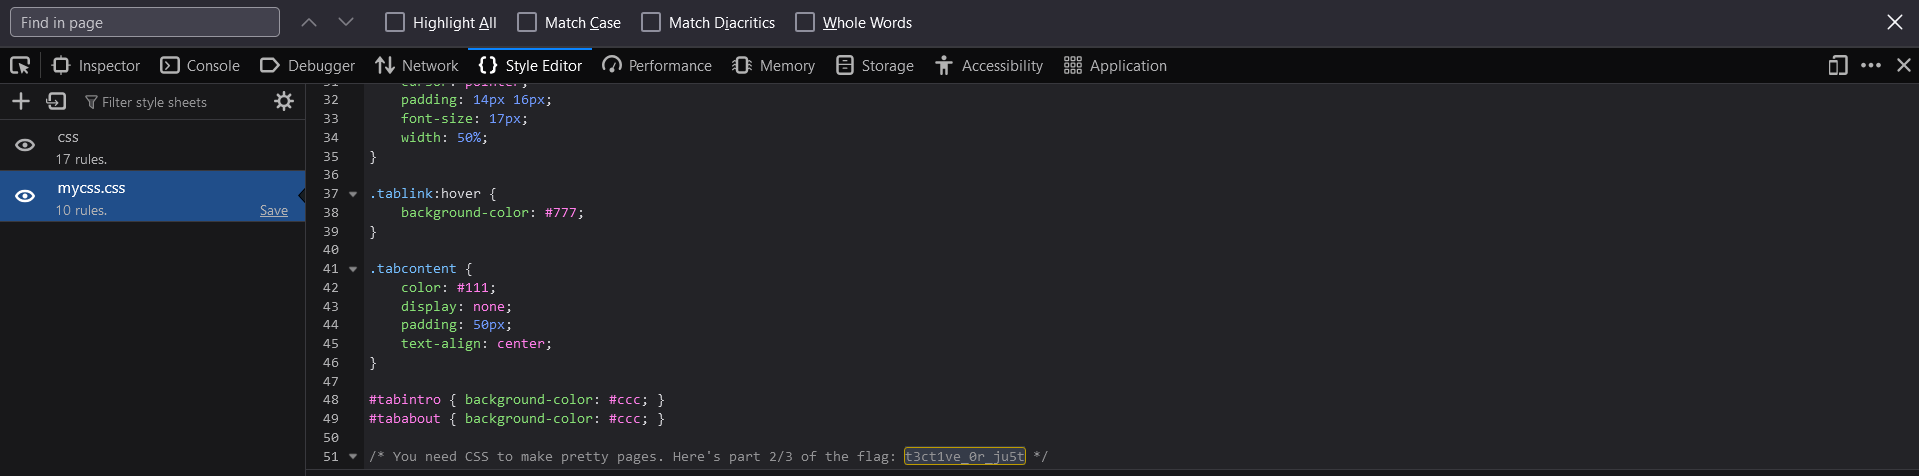 Find in page Highlight All Match Case Match Diacritics Whole Words
Inspector Console Debugger Network {} Style Editor Performance Memory Storage Accessibility Application
Filter style sheets
css
17 rules.
mycss.css
10 rules. Save
31 cursor: pointer;
32 padding: 14px 16px;
33 font-size: 17px;
34 width: 50%;
35 }
36
37 .tablink:hover {
38 background-color: #777;
39 }
40
41 .tabcontent {
42 color: #111;
43 display: none;
44 padding: 50px;
45 text-align: center;
46 }
47
48 #tabintro { background-color: #ccc; }
49 #tababout { background-color: #ccc; }
50
51 /* You need CSS to make pretty pages. Here's part 2/3 of the flag: t3ct1ve_0r_ju5t */